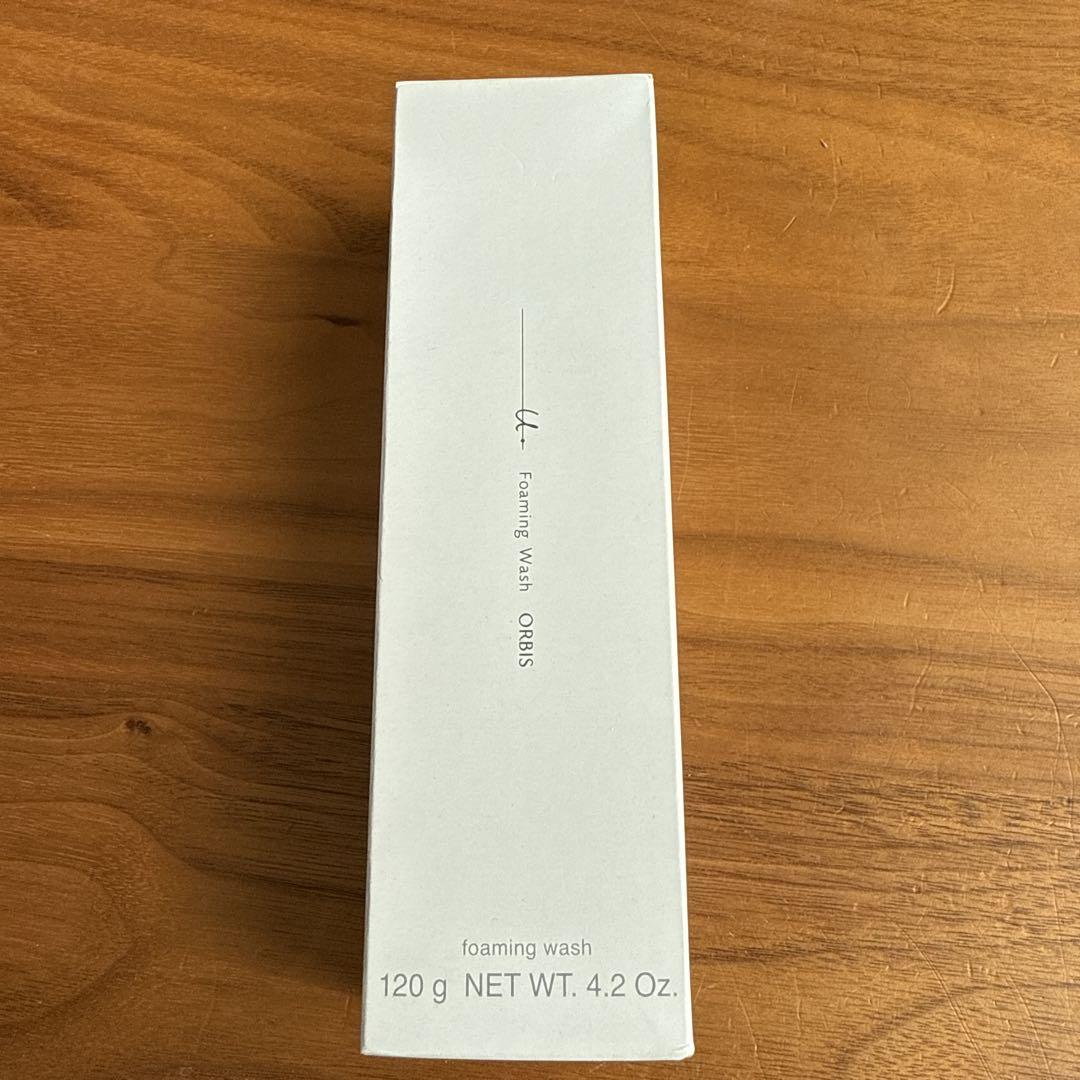 u. Foaming Wash ORBIS
foaming wash
120 g NET WT. 4.2 Oz.